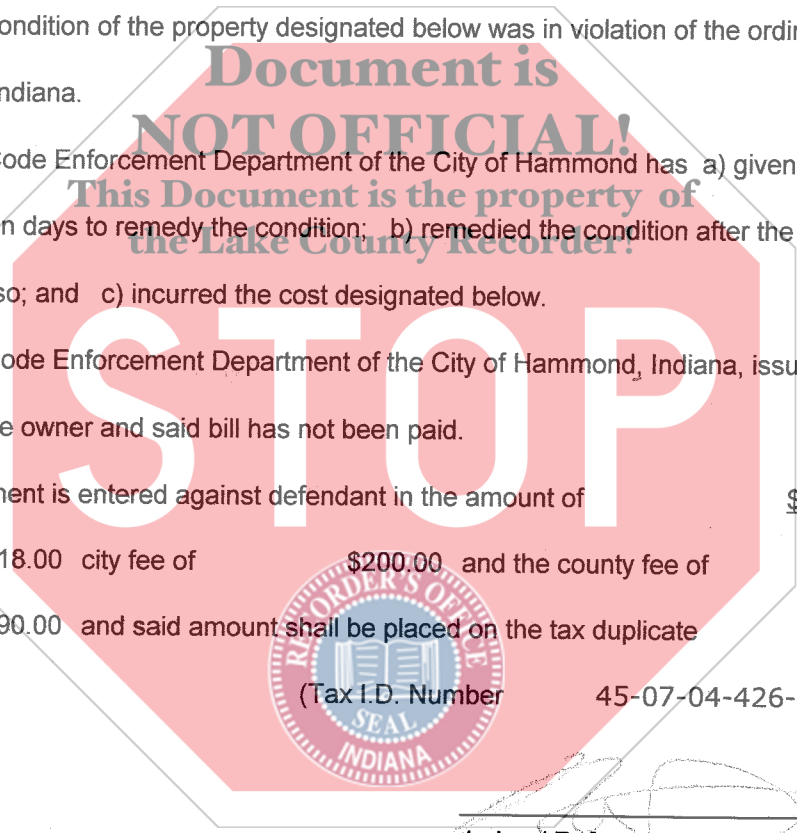 ondition of the property designated below was in violation of the ordin
Document is
ndiana.
NOT OFFICIAL!
Code Enforcement Department of the City of Hammond has a) given
This Document is the property of
n days to remedy the condition; b) remedied the condition after the
the Lake County Recorder!
so; and c) incurred the cost designated below.
STOP
ode Enforcement Department of the City of Hammond, Indiana, issu
e owner and said bill has not been paid.
ment is entered against defendant in the amount of $
18.00 city fee of $200.00 and the county fee of
90.00 and said amount shall be placed on the tax duplicate
RECORDER'S OFFICE
(Tax I.D. Number 45-07-04-426-
SEAL
INDIANA